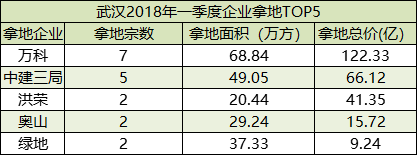 武汉2018年一季度企业拿地TOP5
拿地企业 拿地宗数 拿地面积（万方） 拿地总价(亿)
万科 7 68.84 122.33
中建三局 5 49.05 66.12
洪荣 2 20.44 41.35
奥山 2 29.24 15.72
绿地 2 37.33 9.24